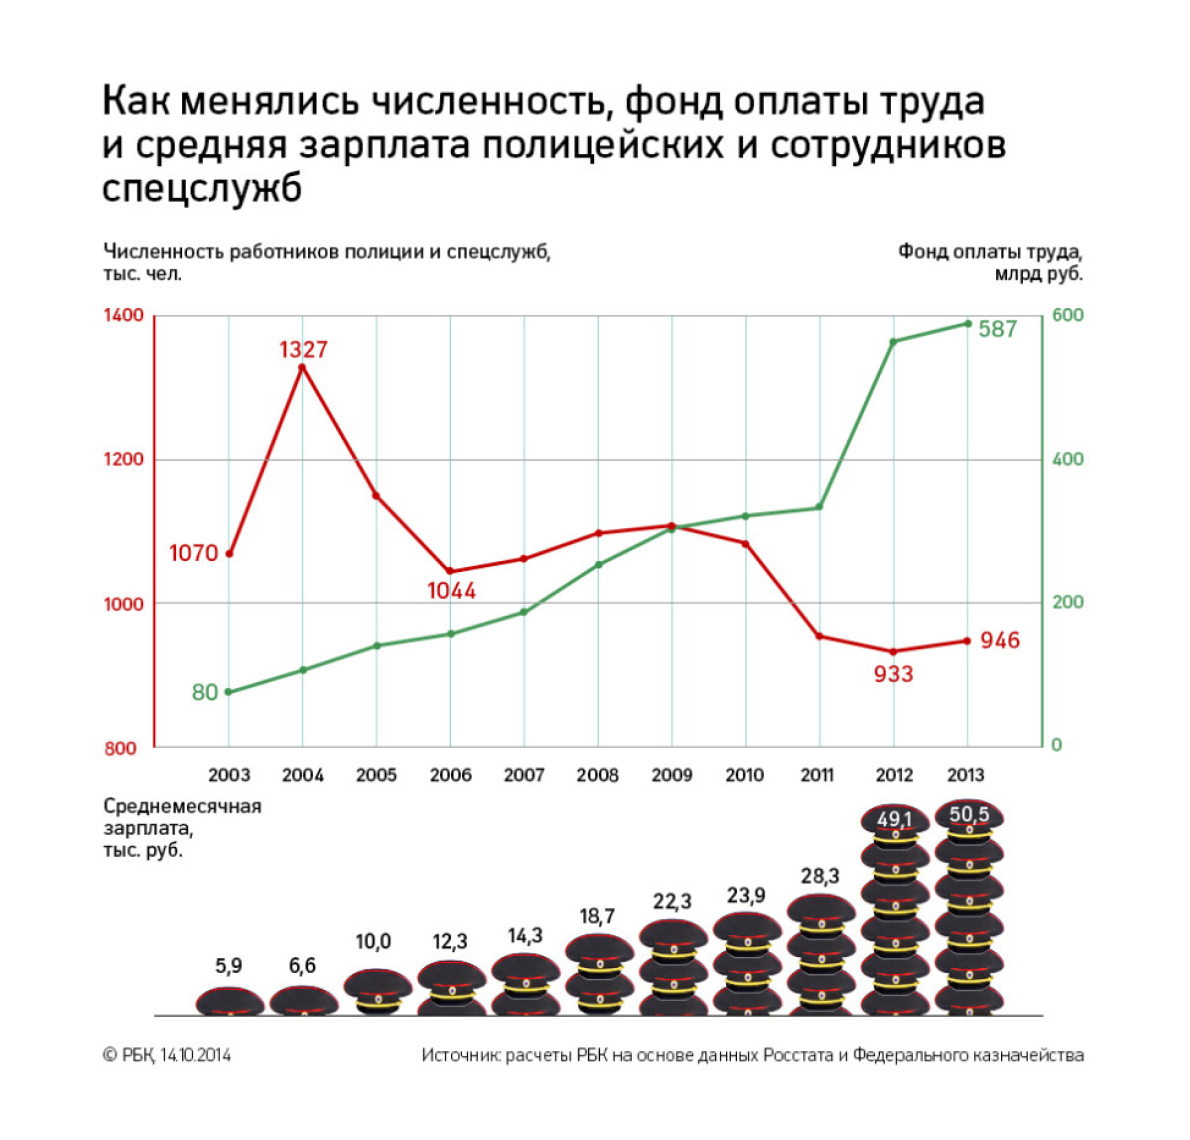 Как менялись численность, фонд оплаты труда
и средняя зарплата полицейских и сотрудников
спецслужб
Численность работников полиции и спецслужб,
тыс. чел.
Фонд оплаты труда,
млрд руб.
1400
1200
1000
800
600
400
200
0
1070
1327
1044
933
946
80
587
2003 2004 2005 2006 2007 2008 2009 2010 2011 2012 2013
Среднемесячная
зарплата,
тыс. руб.
5,9 6,6 10,0 12,3 14,3 18,7 22,3 23,9 28,3 49,1 50,5
© РБК, 14.10.2014
Источник: расчеты РБК на основе данных Росстата и Федерального казначейства